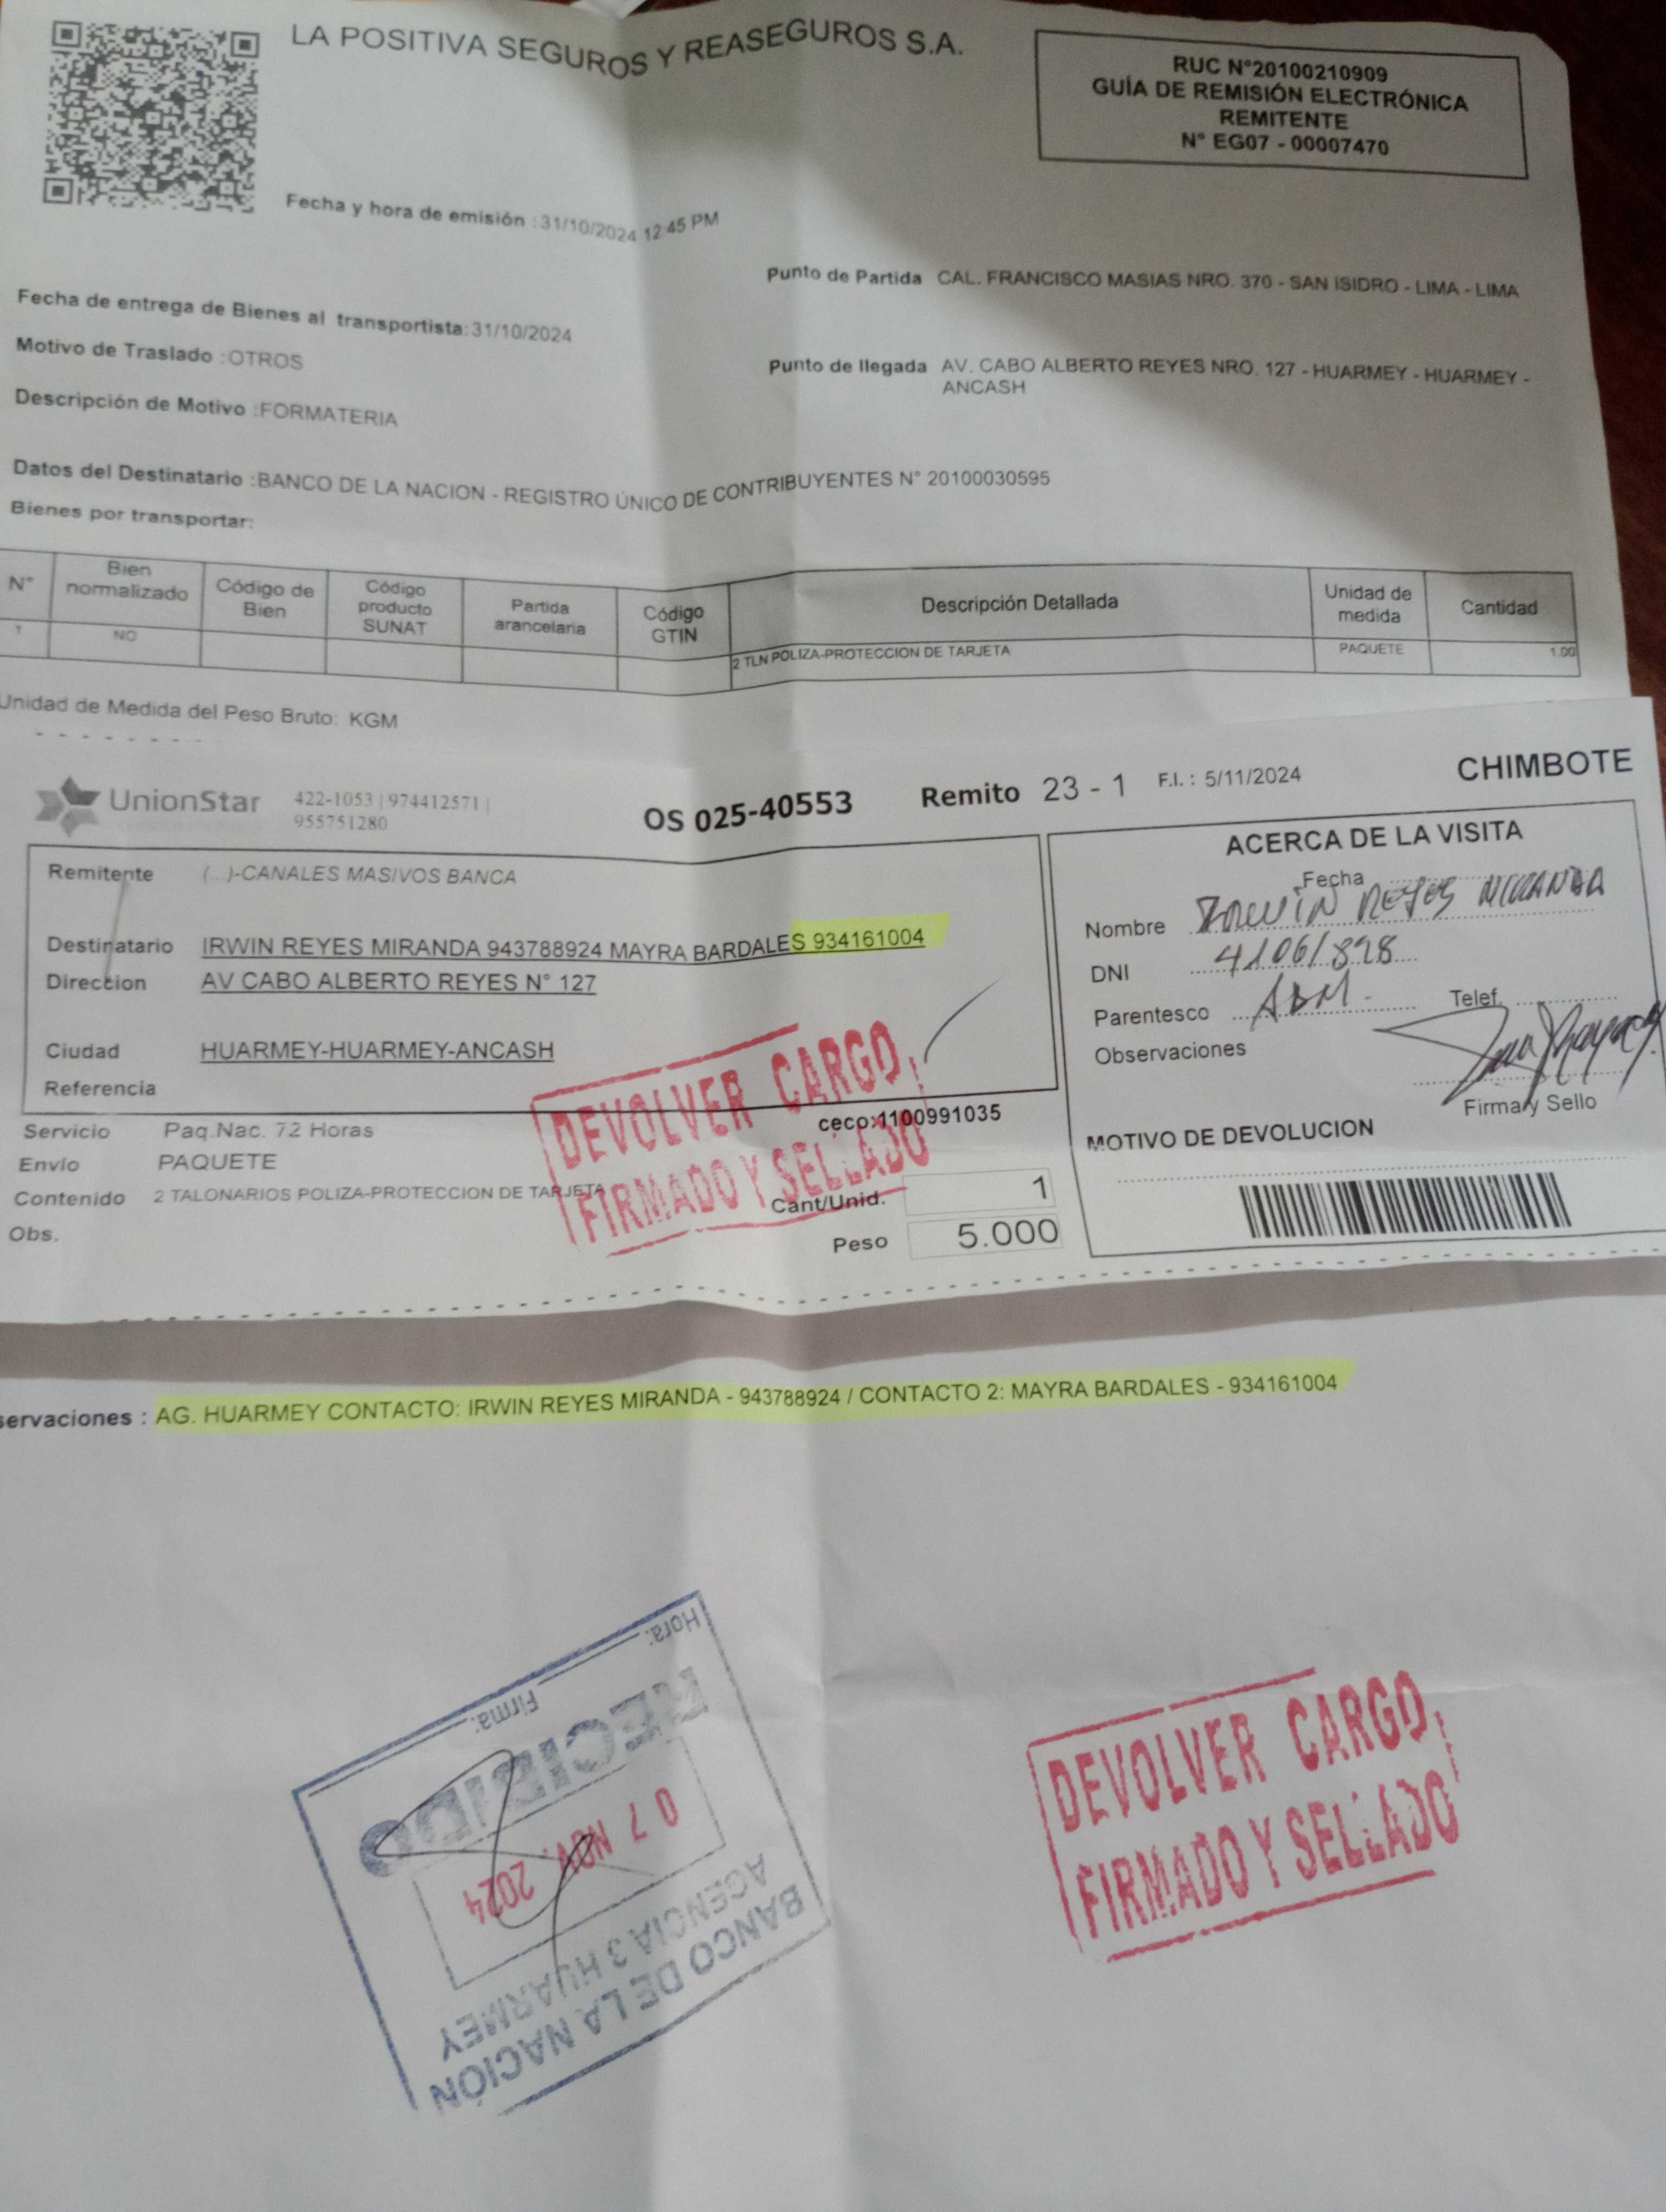 LA POSITIVA SEGUROS Y REASEGUROS S.A.
RUC N°20100210909
GUÍA DE REMISIÓN ELECTRÓNICA
REMITENTE
N° EG07 - 00007470
Fecha y hora de emisión : 31/10/2024 12:45 PM
Fecha de entrega de Bienes al transportista: 31/10/2024
Motivo de Traslado : OTROS
Descripción de Motivo : FORMATERIA
Punto de Partida CAL. FRANCISCO MASIAS NRO. 370 - SAN ISIDRO - LIMA - LIMA
Punto de llegada AV. CABO ALBERTO REYES NRO. 127 - HUARMEY - HUARMEY -
ANCASH
Datos del Destinatario : BANCO DE LA NACION - REGISTRO ÚNICO DE CONTRIBUYENTES N° 20100030595
Bienes por transportar:
N° Bien normalizado Código de Bien Código producto SUNAT Partida arancelaria Código GTIN Descripción Detallada Unidad de medida Cantidad
1 NO 2 TLN POLIZA-PROTECCION DE TARJETA PAQUETE 1.00
Unidad de Medida del Peso Bruto: KGM
UnionStar
422-1053 | 974412571 |
955751280
OS 025-40553
Remito 23 - 1
F.I. : 5/11/2024
CHIMBOTE
Remitente (...)-CANALES MASIVOS BANCA
Destinatario IRWIN REYES MIRANDA 943788924 MAYRA BARDALES 934161004
Direccion AV CABO ALBERTO REYES N° 127
Ciudad HUARMEY-HUARMEY-ANCASH
Referencia
Servicio Paq.Nac. 72 Horas
Envio PAQUETE
Contenido 2 TALONARIOS POLIZA-PROTECCION DE TARJETA
Obs.
ceco:1100991035
Cant/Unid. 1
Peso 5.000
DEVOLVER CARGO
FIRMADO Y SELLADO
ACERCA DE LA VISITA
Fecha
Nombre IRWIN REYES MIRANDA
DNI 41061898
Parentesco ADM.
Telef.
Observaciones
Firma y Sello
MOTIVO DE DEVOLUCION
servaciones : AG. HUARMEY CONTACTO: IRWIN REYES MIRANDA - 943788924 / CONTACTO 2: MAYRA BARDALES - 934161004
BANCO DE LA NACIÓN
AGENCIA 3 HUARMEY
07 NOV. 2024
RECIBIDO
Firma:
Hora:
DEVOLVER CARGO
FIRMADO Y SELLADO